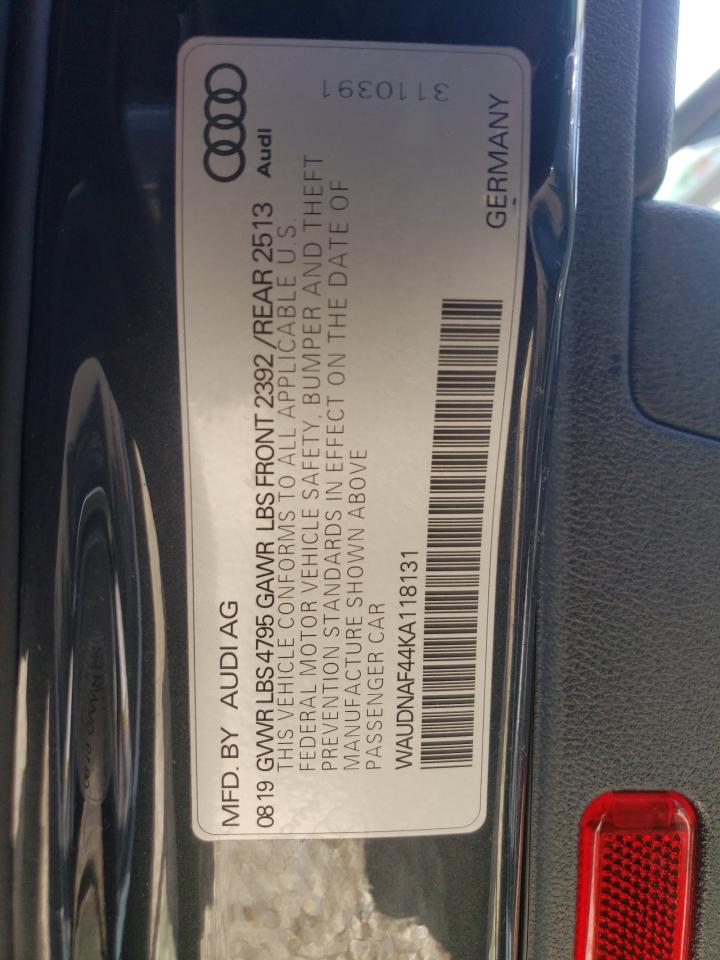 MFD. BY AUDI AG
Audi
0819 GVWR LBS 4795 GAWR LBS FRONT 2392 /REAR 2513
THIS VEHICLE CONFORMS TO ALL APPLICABLE U.S.
FEDERAL MOTOR VEHICLE SAFETY, BUMPER AND THEFT
PREVENTION STANDARDS IN EFFECT ON THE DATE OF
MANUFACTURE SHOWN ABOVE
PASSENGER CAR
3110391
WAUDNAF44KA118131
GERMANY